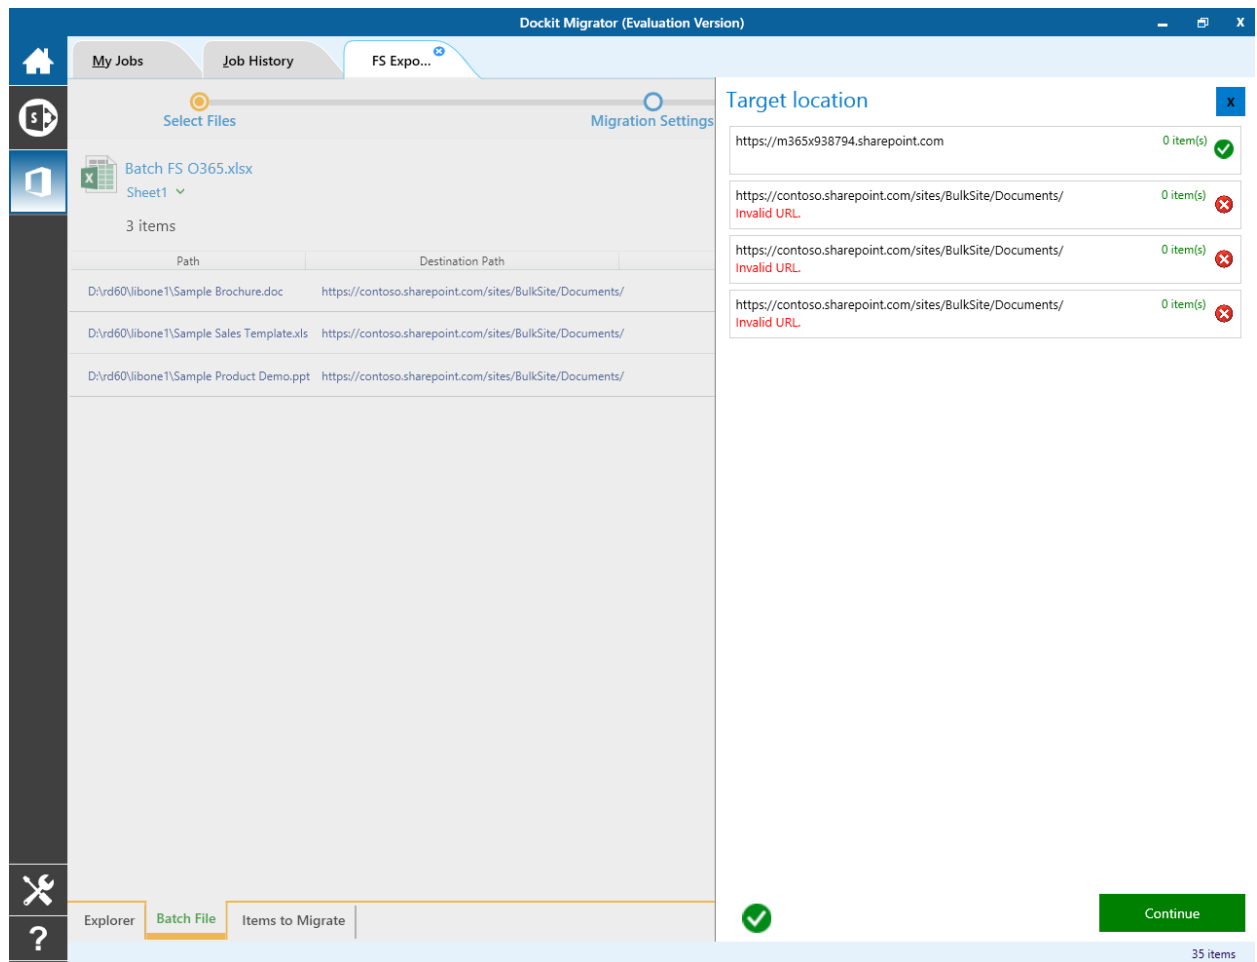 Dockit Migrator (Evaluation Version)
X
My Jobs
Job History
FS Expo...
Select Files
Migration Settings
Batch FS O365.xlsx
Sheet1
3 items
Path
Destination Path
D:\rd60\libone1\Sample Brochure.doc
https://contoso.sharepoint.com/sites/BulkSite/Documents/
D:\rd60\libone1\Sample Sales Template.xls
https://contoso.sharepoint.com/sites/BulkSite/Documents/
D:\rd60\libone1\Sample Product Demo.ppt
https://contoso.sharepoint.com/sites/BulkSite/Documents/
Target location
X
https://m365x938794.sharepoint.com
0 item(s)
https://contoso.sharepoint.com/sites/BulkSite/Documents/
0 item(s)
Invalid URL.
https://contoso.sharepoint.com/sites/BulkSite/Documents/
0 item(s)
Invalid URL.
https://contoso.sharepoint.com/sites/BulkSite/Documents/
0 item(s)
Invalid URL.
Explorer
Batch File
Items to Migrate
Continue
35 items